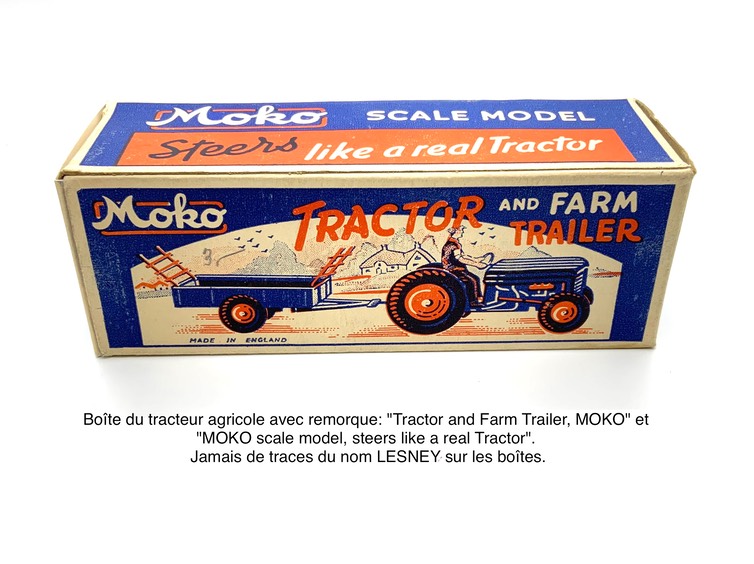 Moko SCALE MODEL
Steers like a real Tractor
Moko TRACTOR AND FARM
TRAILER
3
MADE IN ENGLAND
Boîte du tracteur agricole avec remorque: "Tractor and Farm Trailer, MOKO" et
"MOKO scale model, steers like a real Tractor".
Jamais de traces du nom LESNEY sur les boîtes.